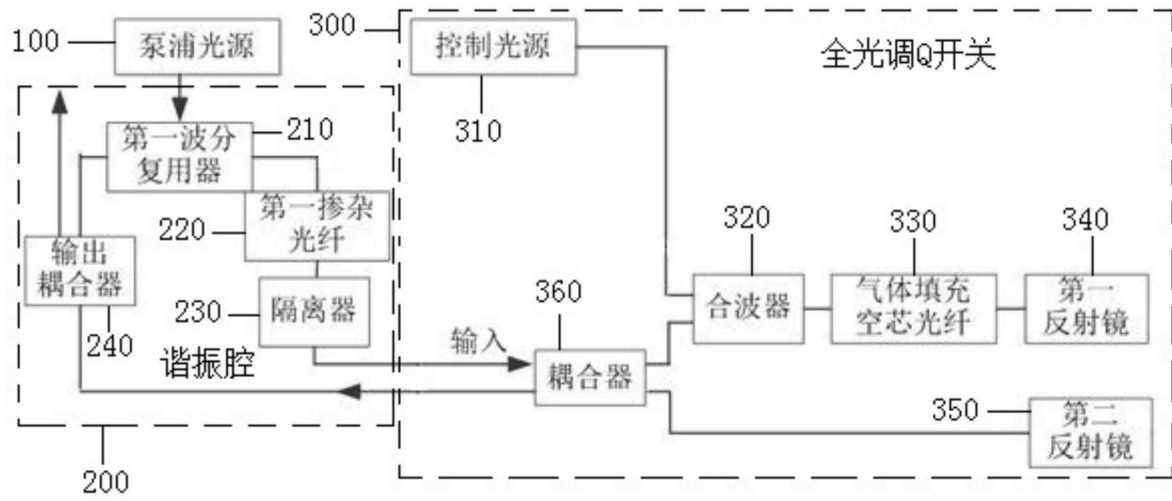 100
泵浦光源
300
控制光源
全光调Q开关
310
第一波分
复用器
210
220
第一掺杂
光纤
输出
耦合器
240
230
隔离器
谐振腔
输入
360
耦合器
320
合波器
330
气体填充
空芯光纤
340
第一
反射镜
350
第二
反射镜
200